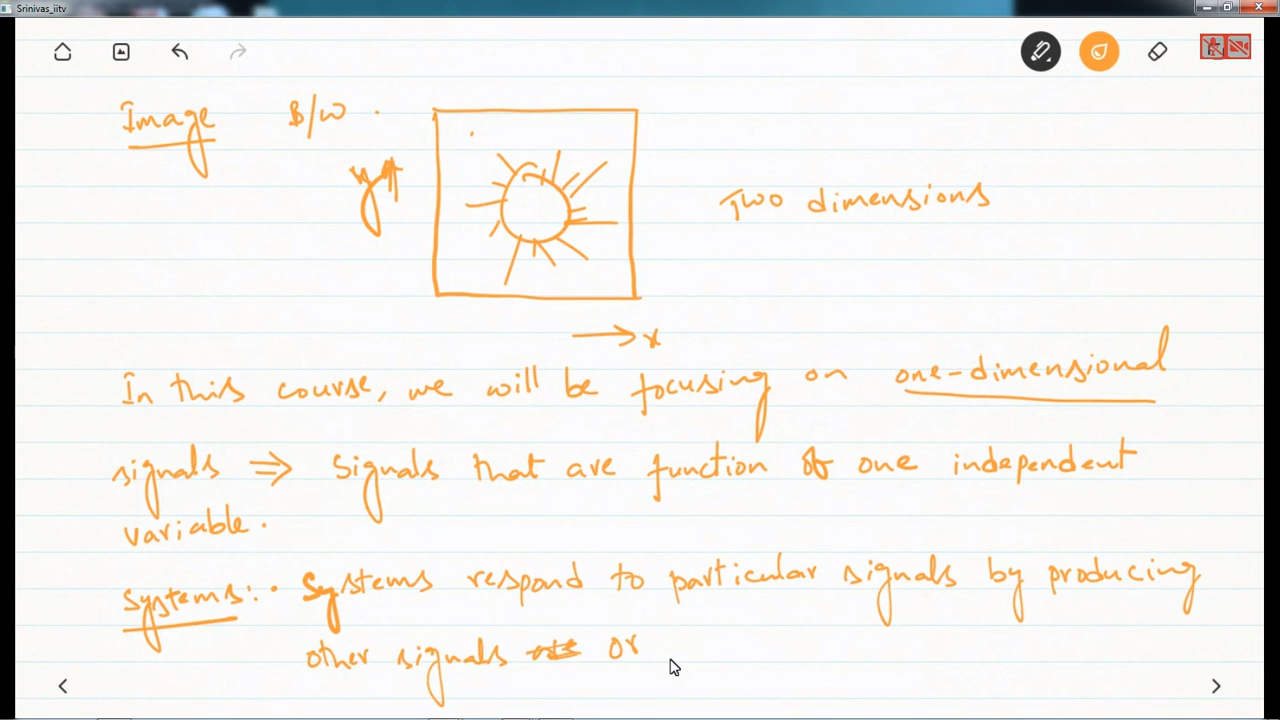 Srinivas_iitv
Image B/W .
y
Two dimensions
x
In this course, we will be focusing on one-dimensional
signals ⇒ Signals that are function of one independent
variable.
Systems: • Systems respond to particular signals by producing
other signals or